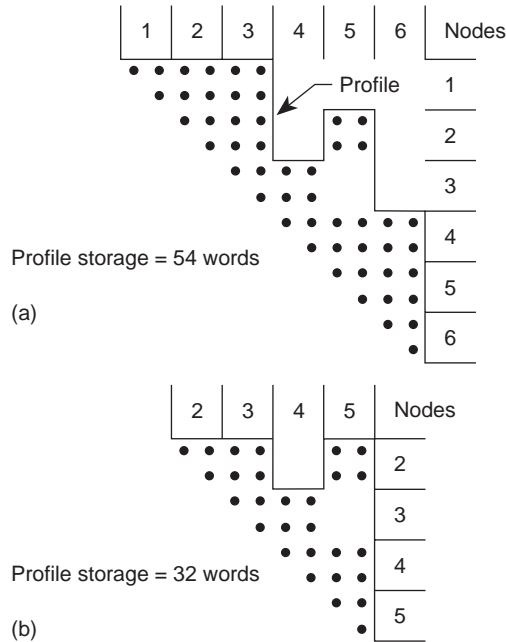 1 2 3 4 5 6 Nodes
Profile
1
2
3
4
5
6
Profile storage = 54 words
(a)
2 3 4 5 Nodes
2
3
4
5
Profile storage = 32 words
(b)